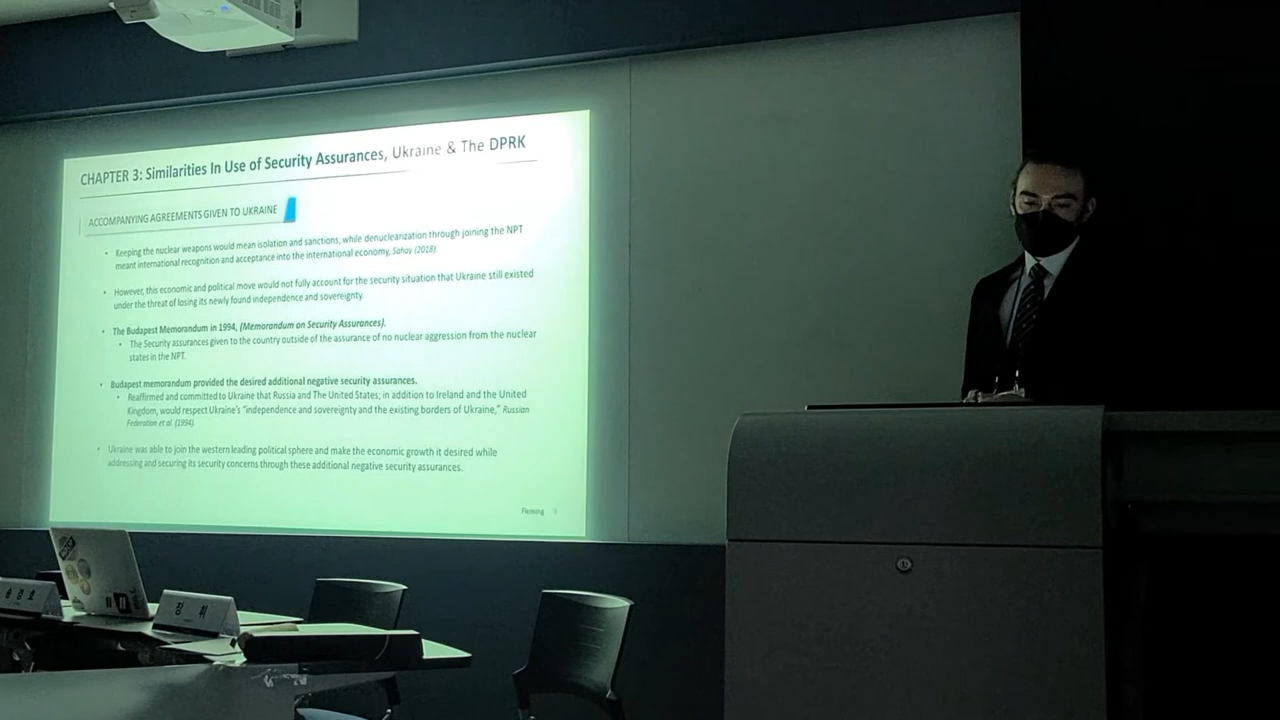 CHAPTER 3: Similarities In Use of Security Assurances, Ukraine & The DPRK
ACCOMPANYING AGREEMENTS GIVEN TO UKRAINE
• Keeping the nuclear weapons would mean isolation and sanctions, while denuclearization through joining the NPT
meant international recognition and acceptance into the international economy, Sahay (2018).
• However, this economic and political move would not fully account for the security situation that Ukraine still existed
under the threat of losing its newly found independence and sovereignty.
• The Budapest Memorandum in 1994, (Memorandum on Security Assurances).
• The Security assurances given to the country outside of the assurance of no nuclear aggression from the nuclear
states in the NPT.
• Budapest memorandum provided the desired additional negative security assurances.
• Reaffirmed and committed to Ukraine that Russia and The United States; in addition to Ireland and the United
Kingdom, would respect Ukraine's "independence and sovereignty and the existing borders of Ukraine," Russian
Federation et al. (1994).
• Ukraine was able to join the western leading political sphere and make the economic growth it desired while
addressing and securing its security concerns through these additional negative security assurances.
Fleming